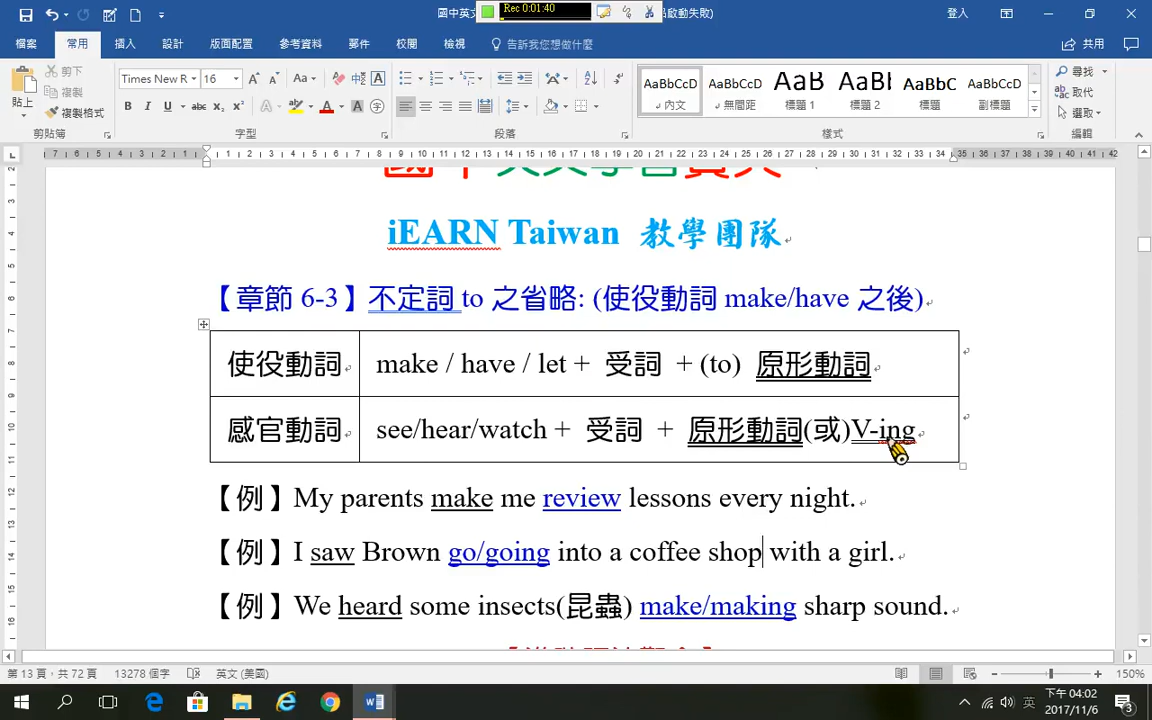 國中英
Rec 0:01:40
品啟動失敗)
登入
檔案 常用 插入 設計 版面配置 參考資料 郵件 校閱 檢視 告訴我您想做什麼 共用
貼上 剪下
複製
複製格式
剪貼簿
Times New R 16
字型
段落
AaBbCcD AaBbCcD AaB AaBb AaBbC AaBbCcD
內文 無間距 標題 1 標題 2 標題 副標題
樣式
尋找
取代
選取
編輯
iEARN Taiwan 教學團隊
【章節 6-3】不定詞 to 之省略: (使役動詞 make/have 之後)
使役動詞 make / have / let + 受詞 + (to) 原形動詞
感官動詞 see/hear/watch + 受詞 + 原形動詞(或)V-ing
【例】My parents make me review lessons every night.
【例】I saw Brown go/going into a coffee shop with a girl.
【例】We heard some insects(昆蟲) make/making sharp sound.
第 13 頁，共 72 頁 13278 個字 英文 (美國) 150%
英 下午 04:02
2017/11/6
3